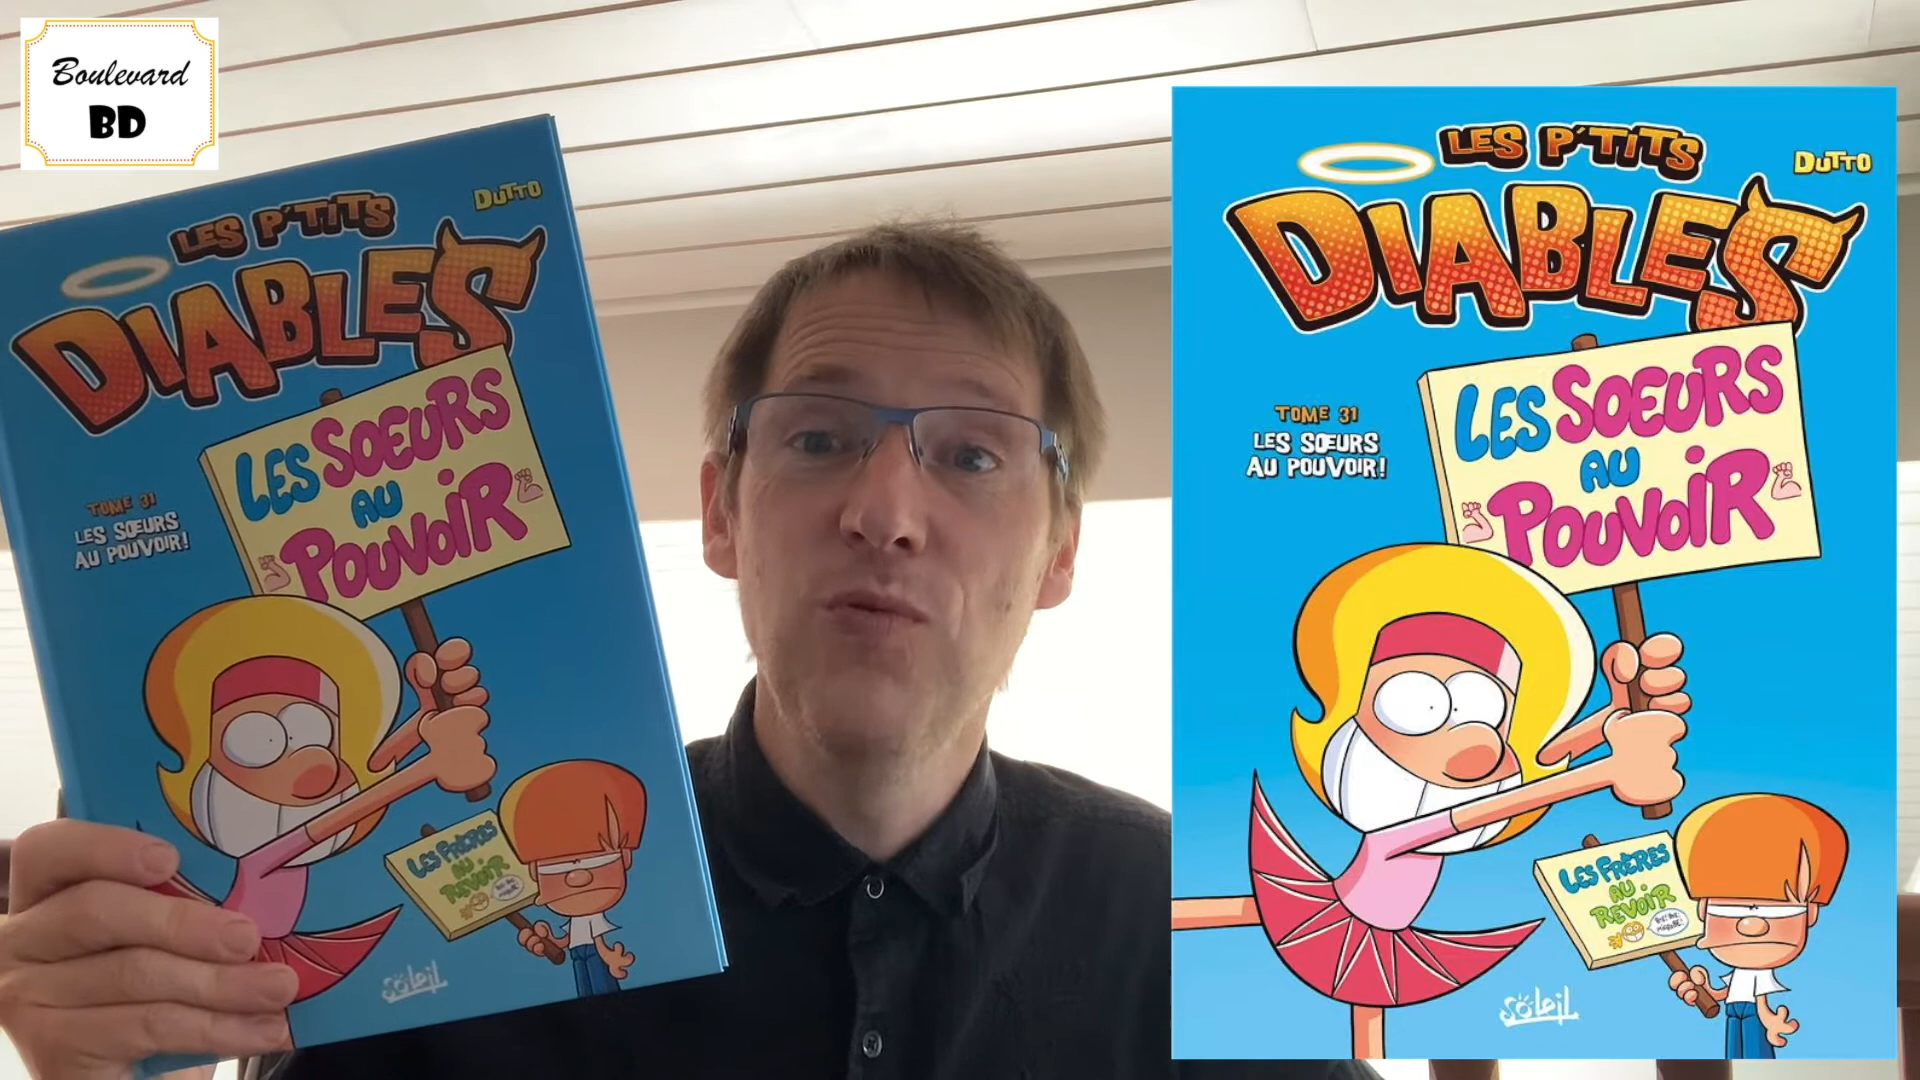 Boulevard
BD
LES P'TITS
DUTTO
DIABLES
TOME 31
LES SŒURS
AU POUVOIR!
LES SOEURS
AU
POUVOIR
LES FRÈRES
AU
REVOIR
SOLEIL
LES P'TITS
DUTTO
DIABLES
TOME 31
LES SŒURS
AU POUVOIR!
LES SOEURS
AU
POUVOIR
LES FRÈRES
AU
REVOIR
SOLEIL